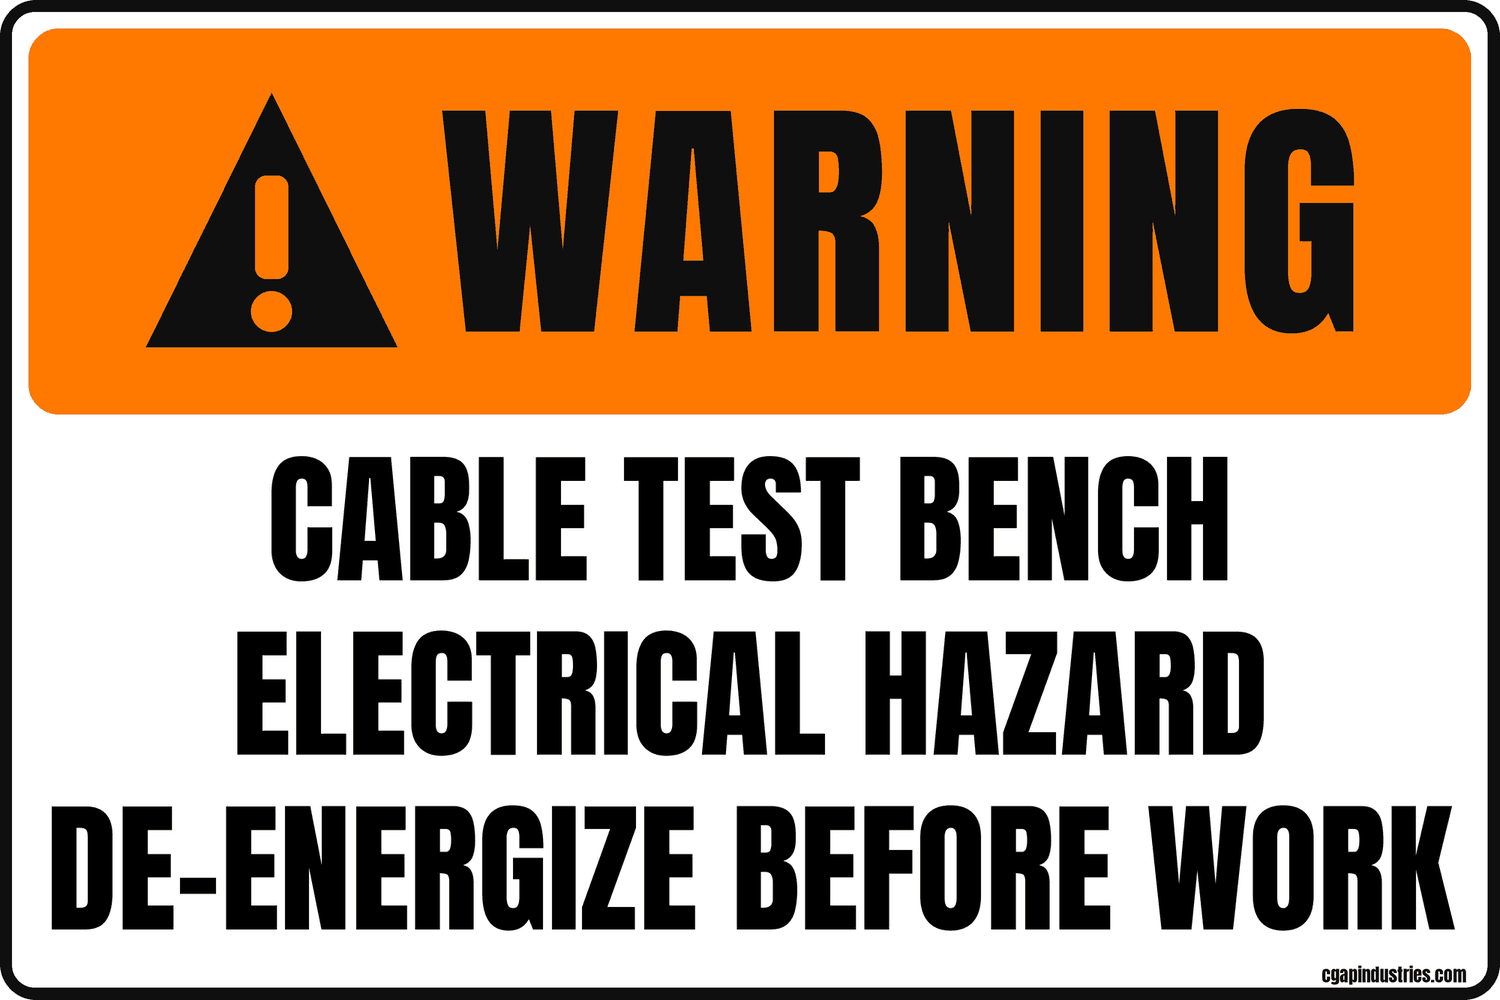 WARNING
CABLE TEST BENCH
ELECTRICAL HAZARD
DE-ENERGIZE BEFORE WORK
cgapindustries.com